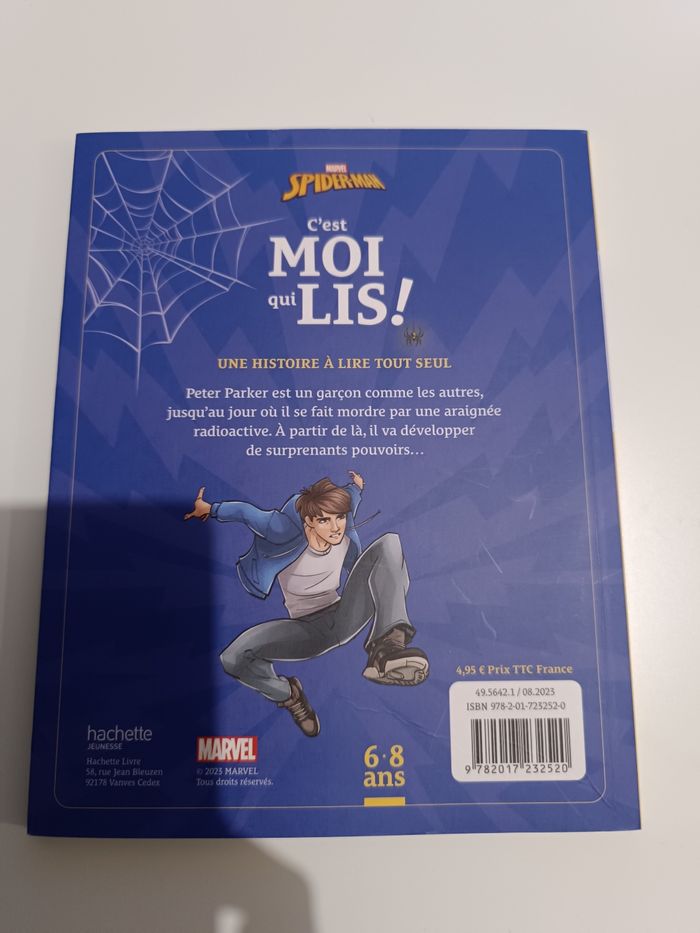 MARVEL
SPIDER-MAN
C'est
MOI
qui LIS!
UNE HISTOIRE À LIRE TOUT SEUL
Peter Parker est un garçon comme les autres,
jusqu'au jour où il se fait mordre par une araignée
radioactive. À partir de là, il va développer
de surprenants pouvoirs…
4,95 € Prix TTC France
49.5642.1 / 08.2023
ISBN 978-2-01-723252-0
9 782017 232520
hachette
JEUNESSE
Hachette Livre
58, rue Jean Bleuzen
92178 Vanves Cedex
MARVEL
© 2023 MARVEL
Tous droits réservés.
6·8
ans